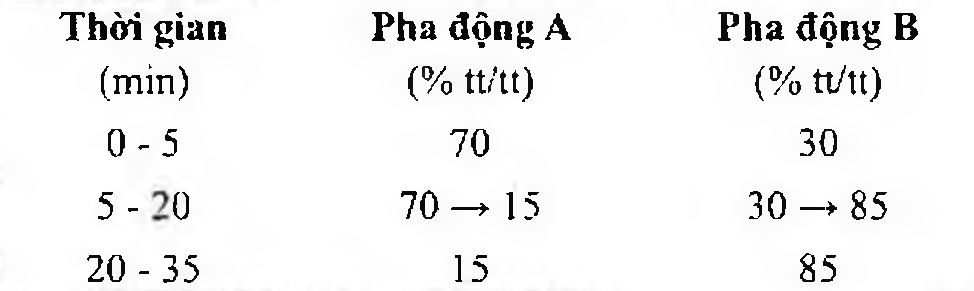 Thời gian Pha động A Pha động B
(min) (% tt/tt) (% tt/tt)
0 - 5 70 30
5 - 20 70 → 15 30 → 85
20 - 35 15 85